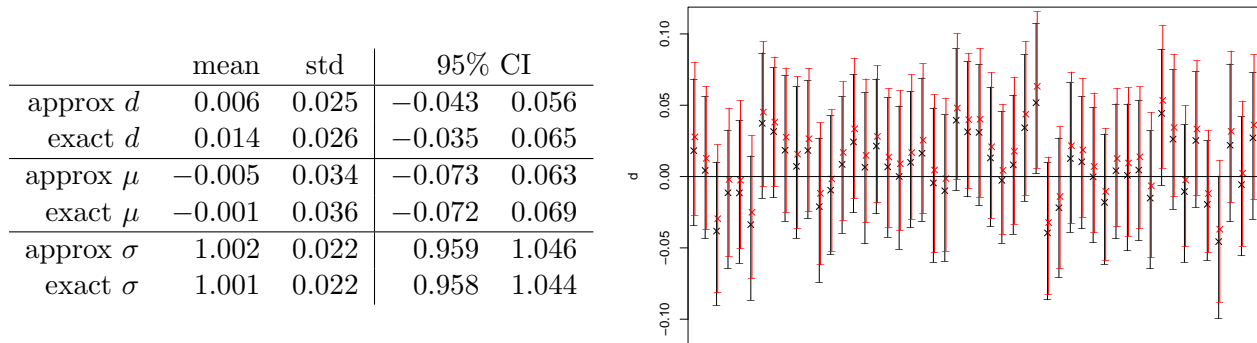 mean std 95% CI
approx d 0.006 0.025 −0.043 0.056
exact d 0.014 0.026 −0.035 0.065
approx μ −0.005 0.034 −0.073 0.063
exact μ −0.001 0.036 −0.072 0.069
approx σ 1.002 0.022 0.959 1.046
exact σ 1.001 0.022 0.958 1.044
0.10
0.05
0.00
−0.05
−0.10
d